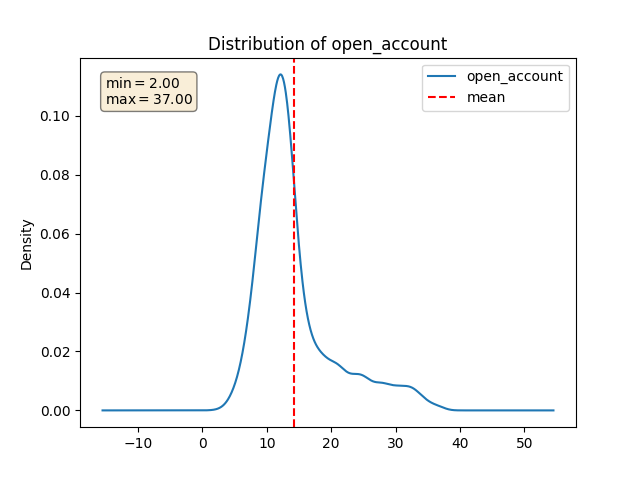 Distribution of open_account
min = 2.00
max = 37.00
open_account
mean
Density
0.10
0.08
0.06
0.04
0.02
0.00
−10
0
10
20
30
40
50